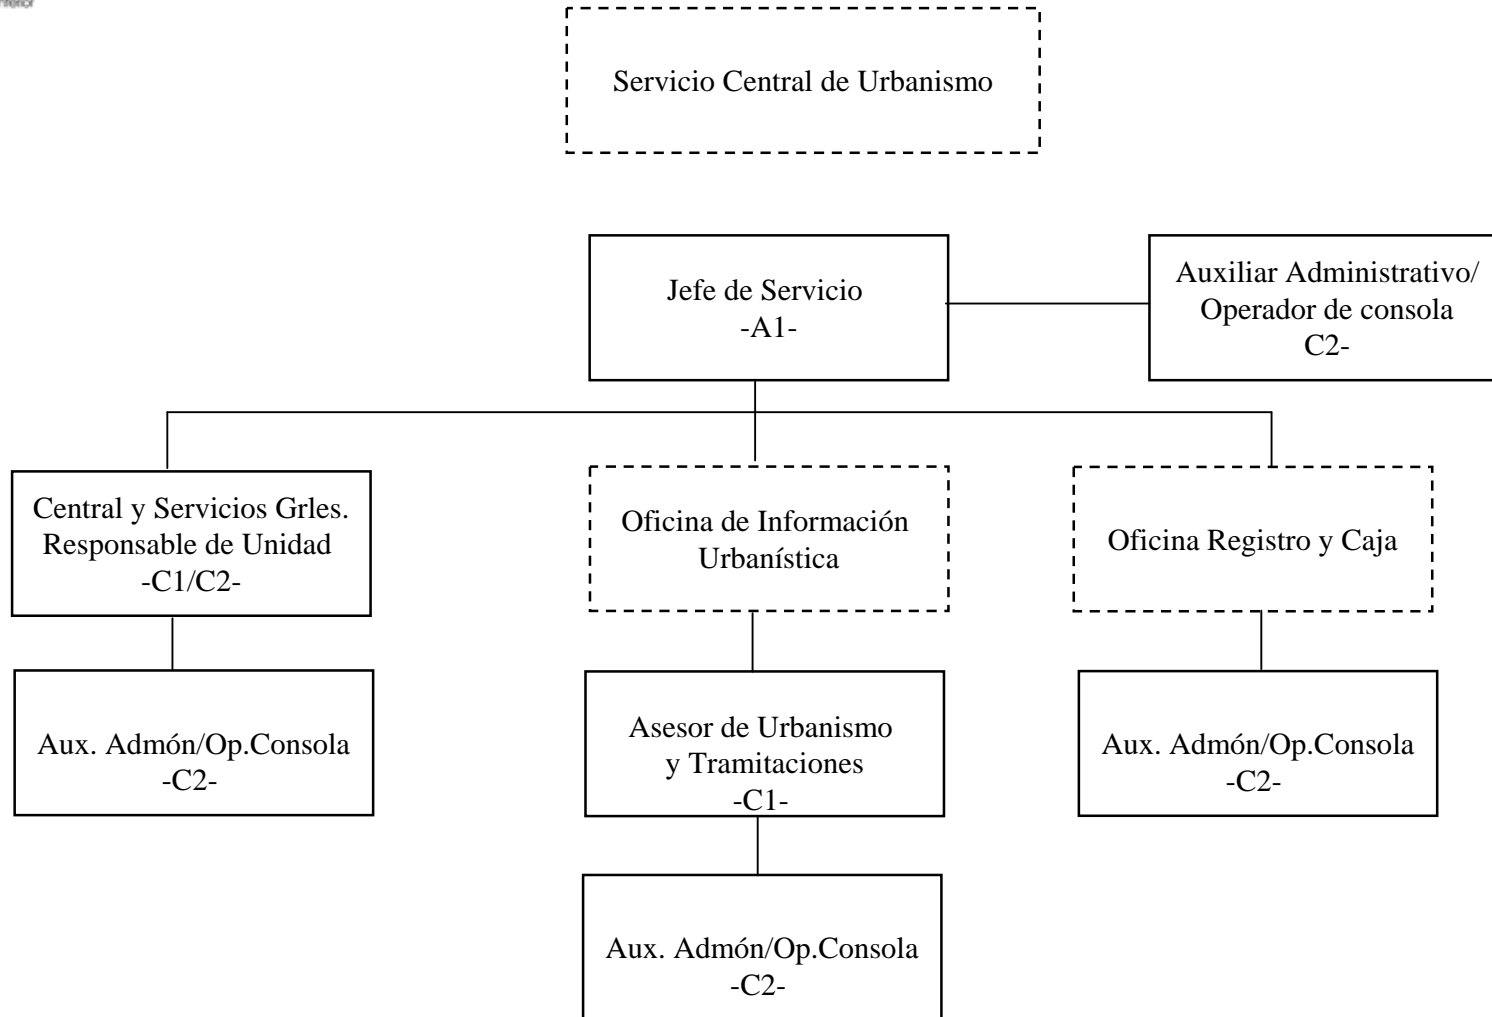 Servicio Central de Urbanismo
Jefe de Servicio
-A1-
Auxiliar Administrativo/
Operador de consola
C2-
Central y Servicios Grles.
Responsable de Unidad
-C1/C2-
Oficina de Información
Urbanística
Oficina Registro y Caja
Aux. Admón/Op.Consola
-C2-
Asesor de Urbanismo
y Tramitaciones
-C1-
Aux. Admón/Op.Consola
-C2-
Aux. Admón/Op.Consola
-C2-